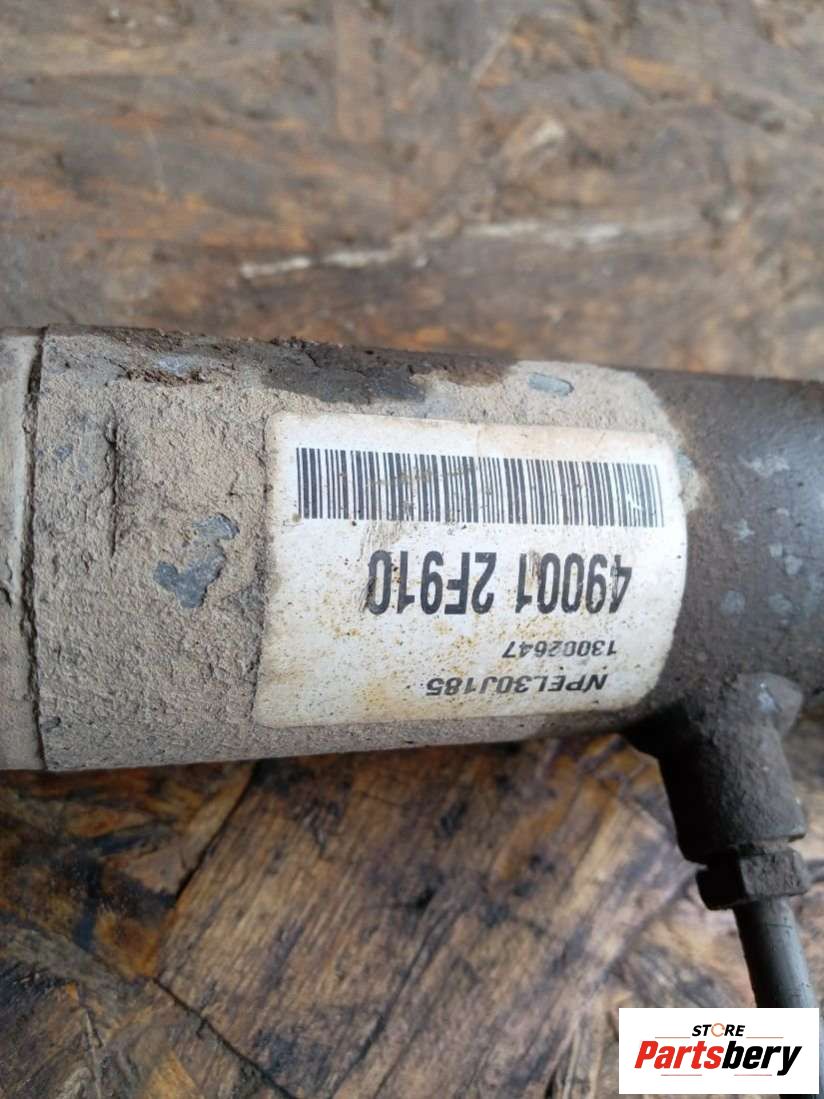 NPEL30J185
13002647
49001 2F910
STORE
Partsbery